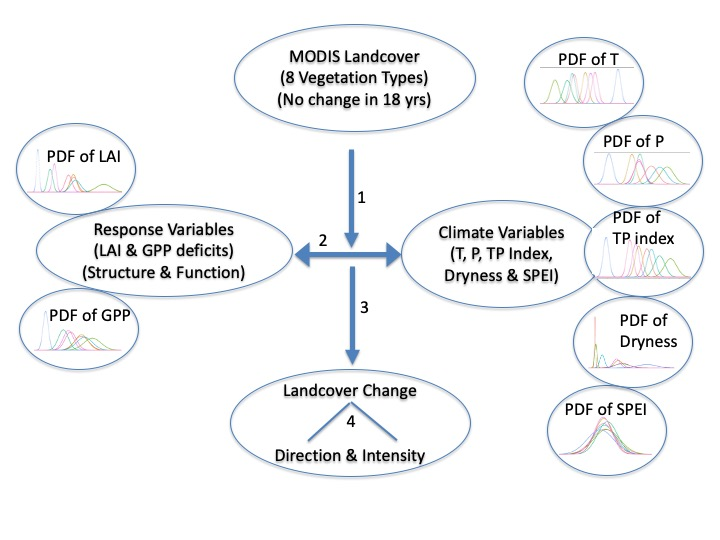 MODIS Landcover
(8 Vegetation Types)
(No change in 18 yrs)
PDF of T
PDF of P
PDF of LAI
1
PDF of
TP index
Response Variables
(LAI & GPP deficits)
(Structure & Function)
2
Climate Variables
(T, P, TP Index,
Dryness & SPEI)
3
PDF of GPP
PDF of
Dryness
Landcover Change
4
Direction & Intensity
PDF of SPEI